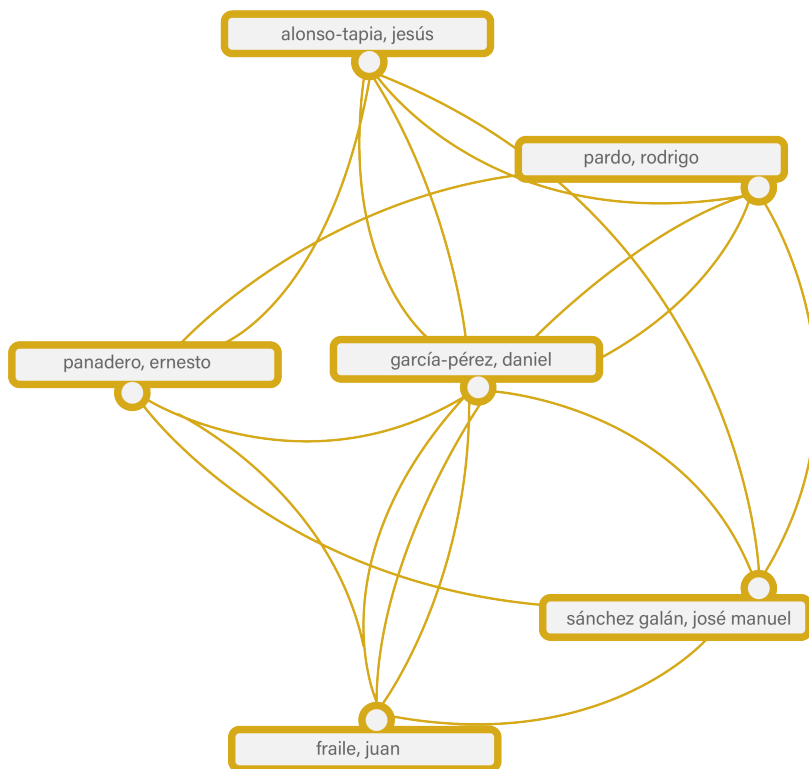 alonso-tapia, jesús
pardo, rodrigo
panadero, ernesto
garcía-pérez, daniel
sánchez galán, josé manuel
fraile, juan